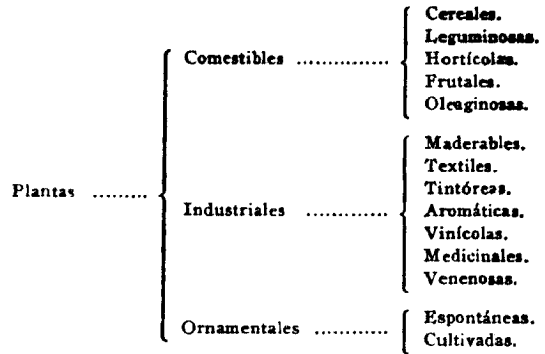 Cereales.
Leguminosas.
Comestibles .............. Hortícolas.
Frutales.
Oleaginosas.
Maderables.
Textiles.
Plantas ......... Tintóreas.
Industriales ............. Aromáticas.
Vinícolas.
Medicinales.
Venenosas.
Espontáneas.
Ornamentales ............ Cultivadas.